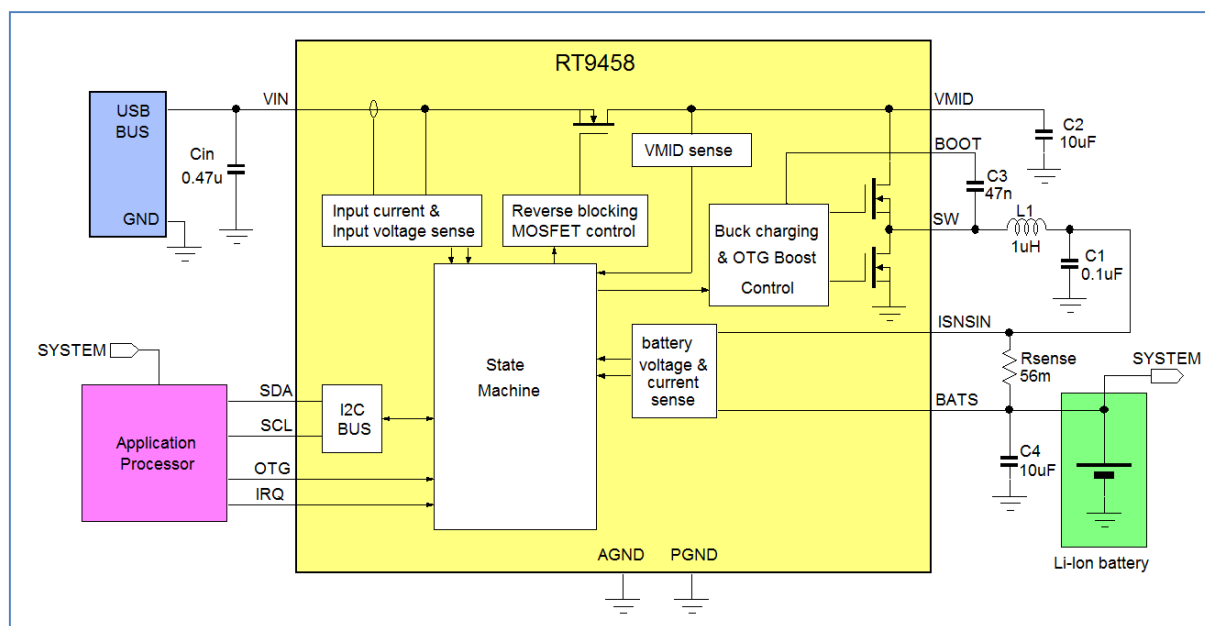 RT9458
USB
BUS
GND
Cin
0.47u
VIN
VMID
C2
10uF
VMID sense
BOOT
C3
47n
Input current &
Input voltage sense
Reverse blocking
MOSFET control
Buck charging
& OTG Boost
Control
SW
L1
1uH
C1
0.1uF
State
Machine
battery
voltage &
current
sense
ISNSIN
Rsense
56m
SYSTEM
BATS
C4
10uF
Li-Ion battery
SYSTEM
Application
Processor
SDA
SCL
OTG
IRQ
I2C
BUS
AGND
PGND